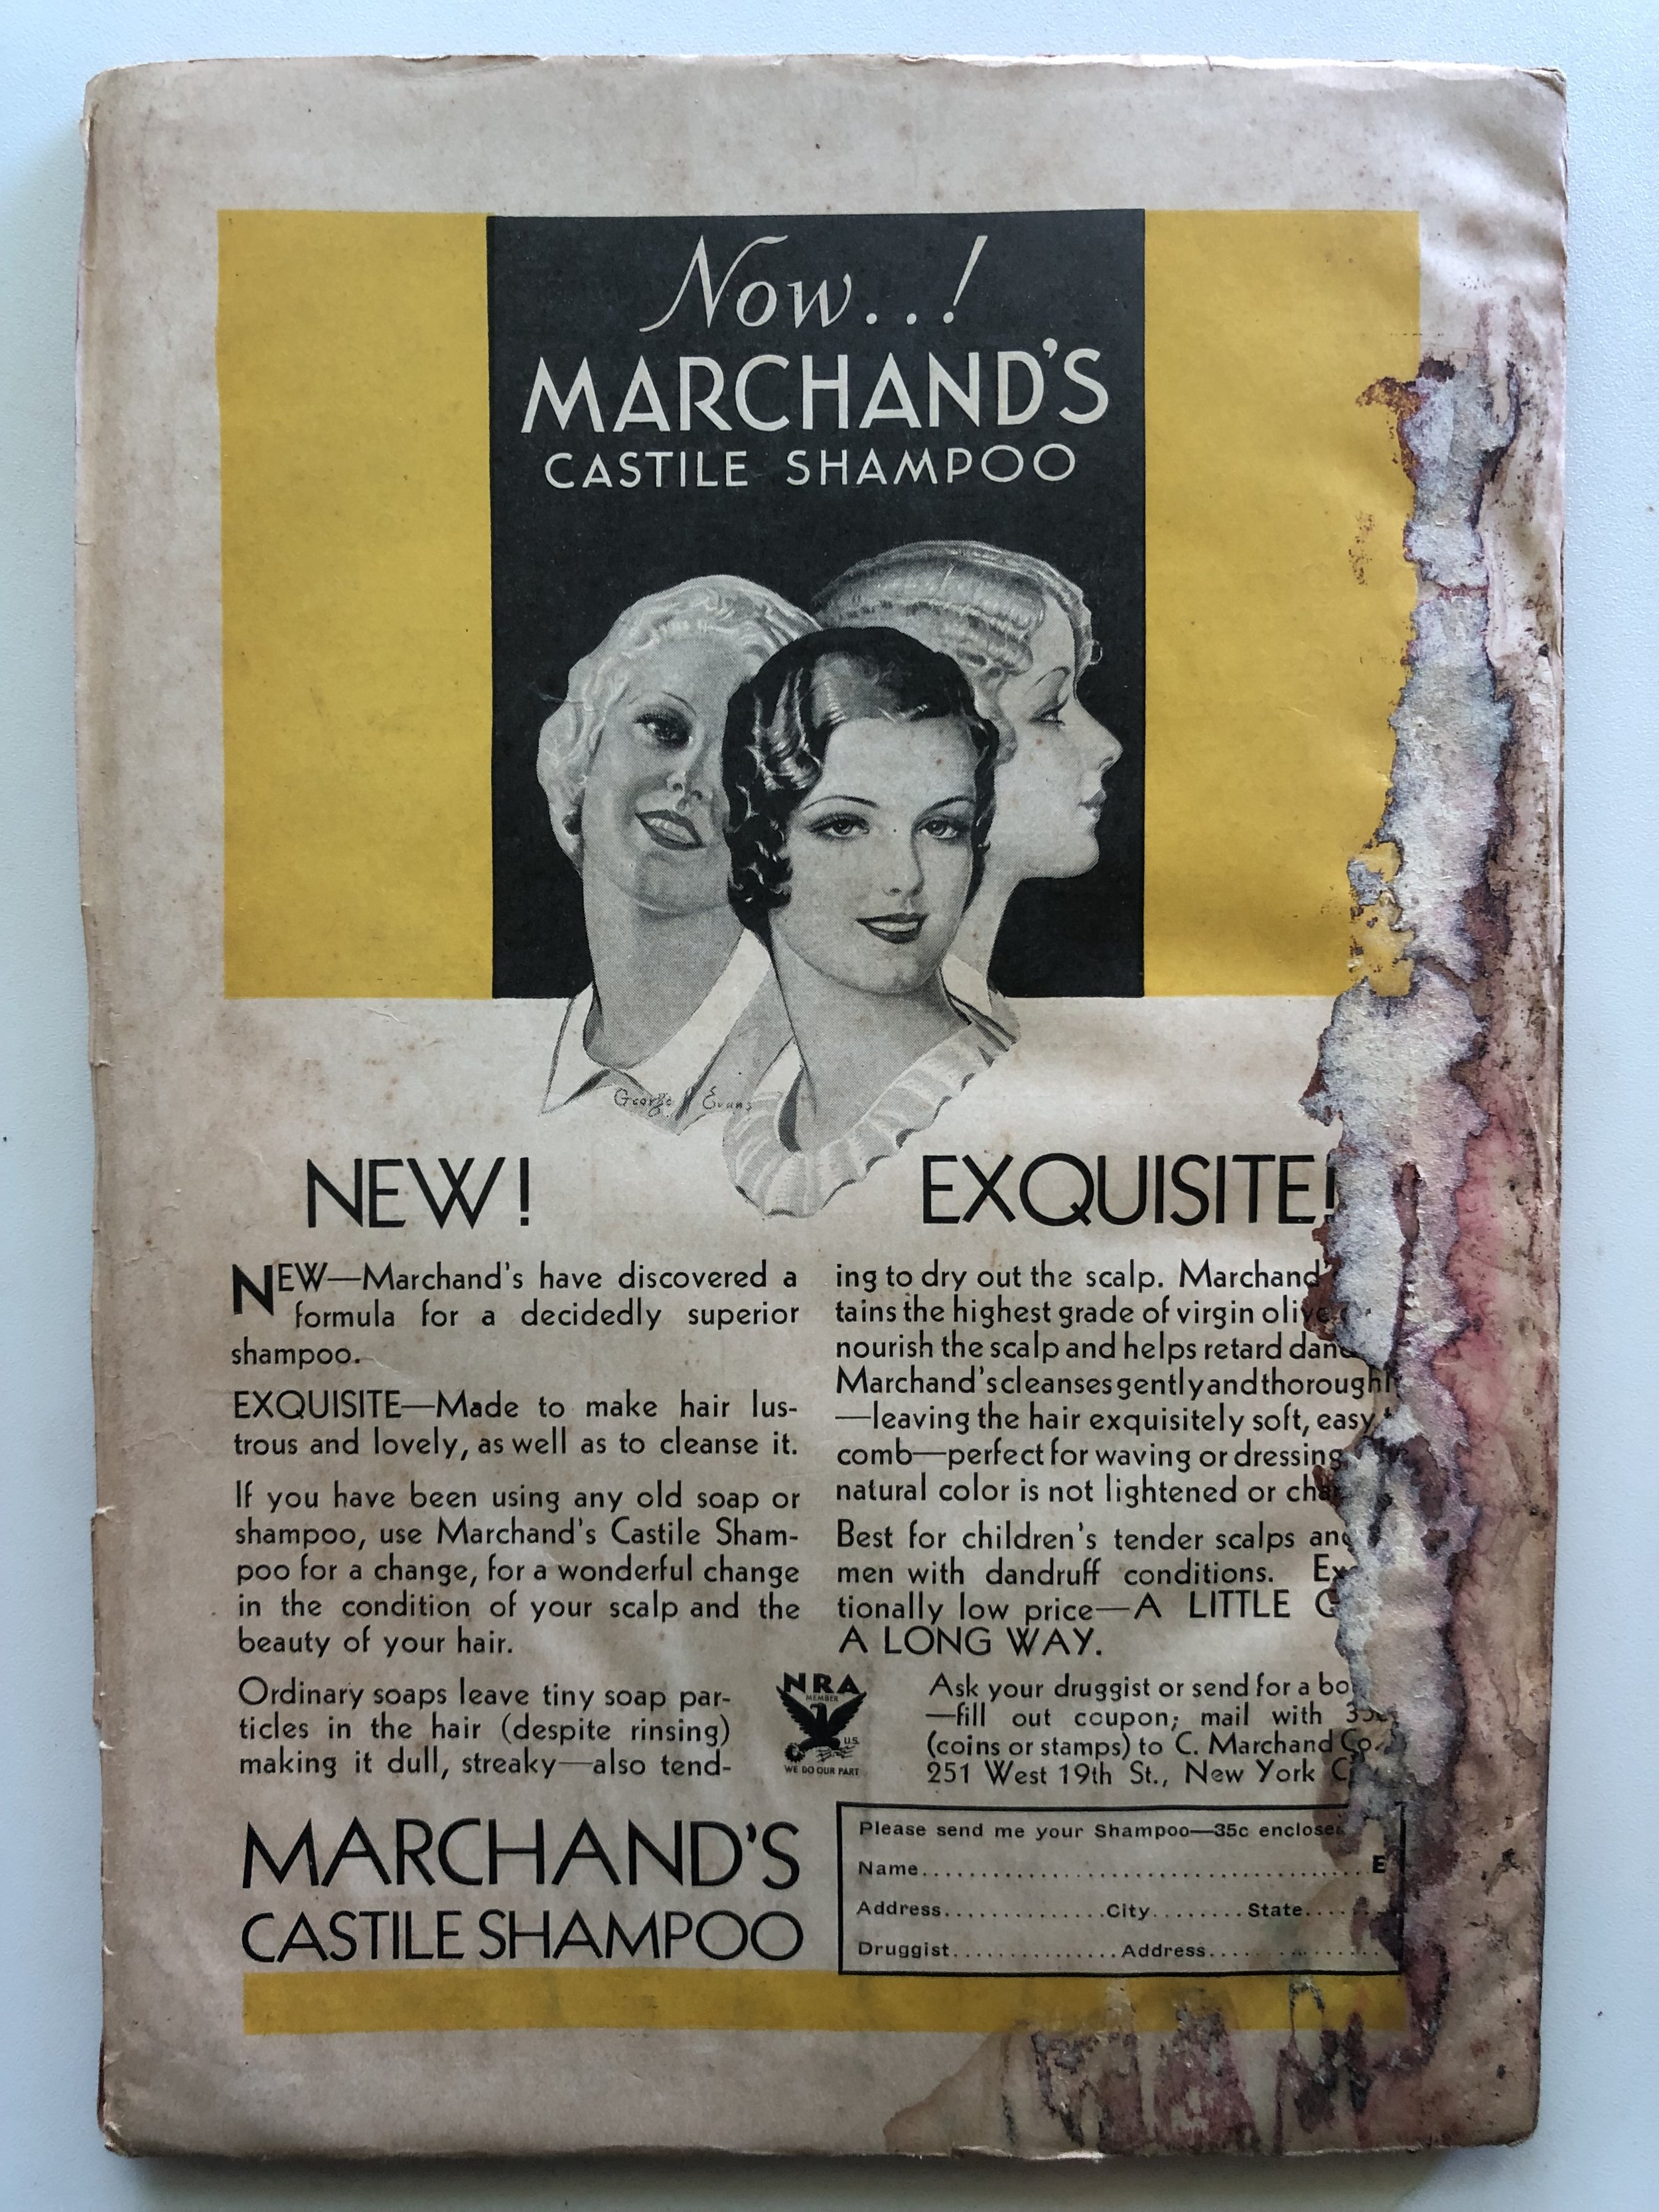 Now..!
MARCHAND'S
CASTILE SHAMPOO
George Evans
NEW!
EXQUISITE!
NEW—Marchand's have discovered a
formula for a decidedly superior
shampoo.
EXQUISITE—Made to make hair lus-
trous and lovely, as well as to cleanse it.
If you have been using any old soap or
shampoo, use Marchand's Castile Sham-
poo for a change, for a wonderful change
in the condition of your scalp and the
beauty of your hair.
Ordinary soaps leave tiny soap par-
ticles in the hair (despite rinsing)
making it dull, streaky—also tend-
ing to dry out the scalp. Marchand'
tains the highest grade of virgin olive
nourish the scalp and helps retard
Marchand's cleanses gently and thorough
—leaving the hair exquisitely soft, easy
comb—perfect for waving or dressing
natural color is not lightened or
Best for children's tender scalps and
men with dandruff conditions.
tionally low price—A LITTLE
A LONG WAY.
NRA
MEMBER
U.S.
WE DO OUR PART
Ask your druggist or send for a
—fill out coupon; mail with 35c
(coins or stamps) to C. Marchand Co.
251 West 19th St., New York
MARCHAND'S
CASTILE SHAMPOO
Please send me your Shampoo—35c enclosed
Name.......................................... E
Address...............City.........State........
Druggist................Address..................